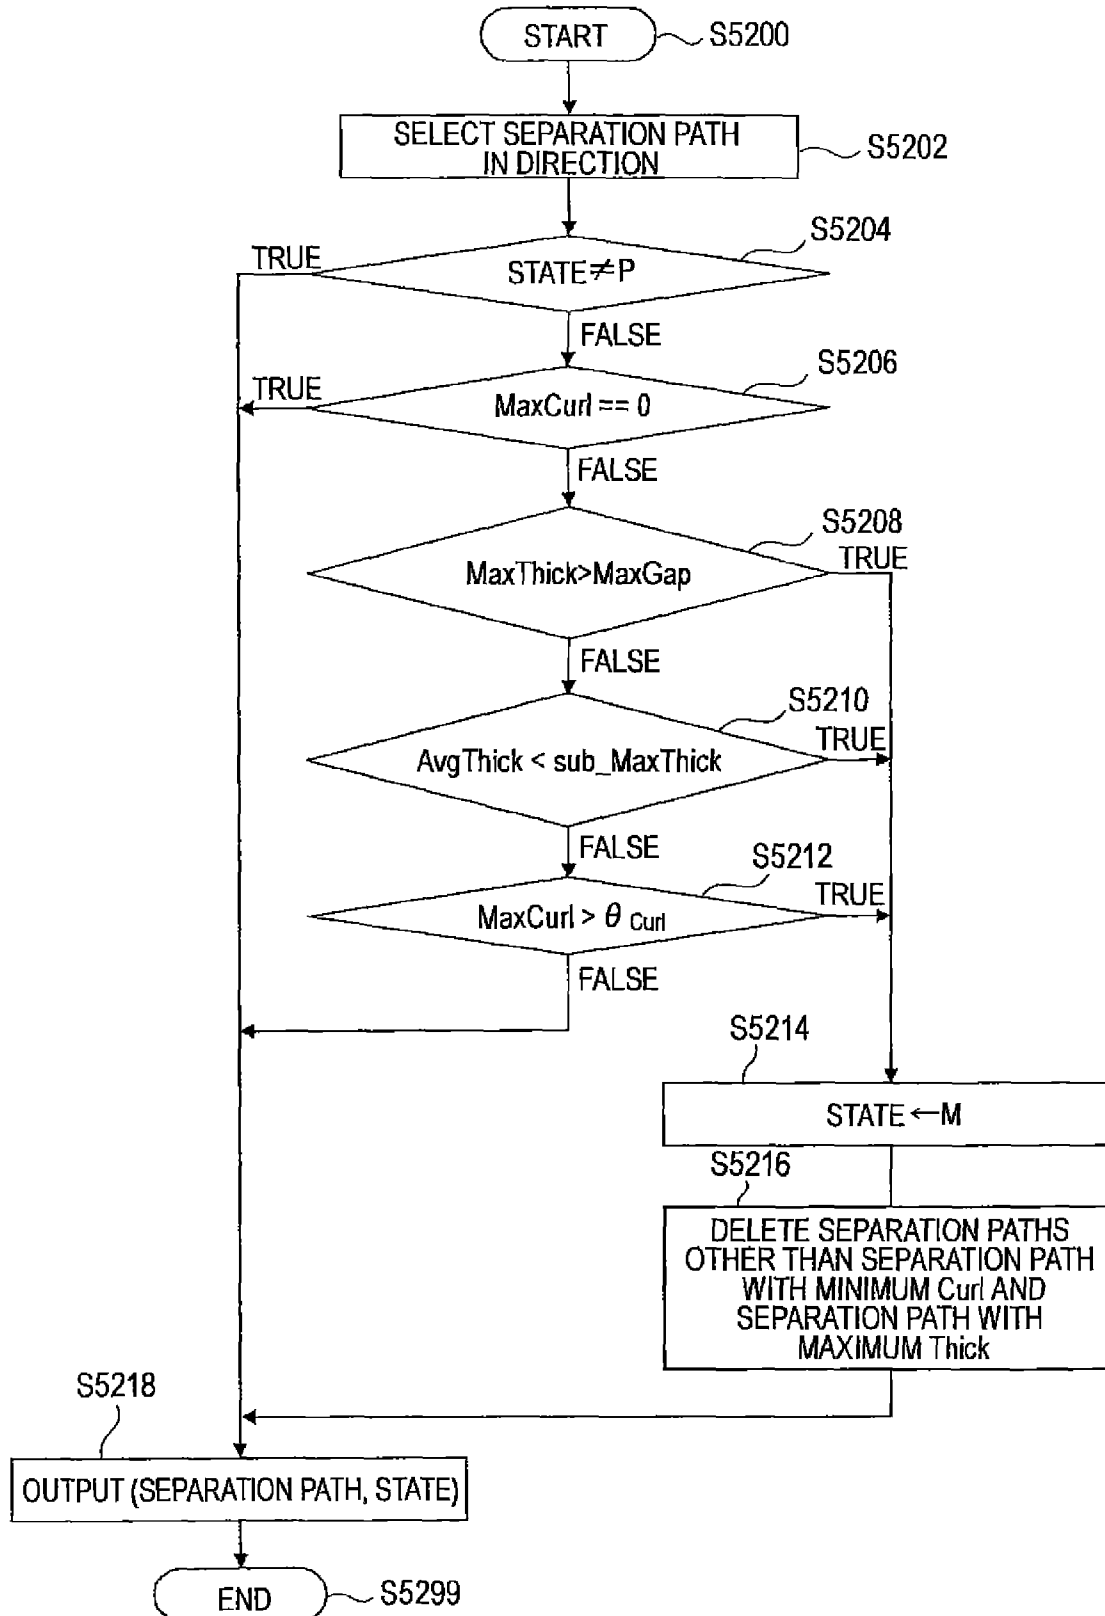 START
S5200
SELECT SEPARATION PATH
IN DIRECTION
S5202
S5204
TRUE
STATE≠P
FALSE
S5206
TRUE
MaxCurl == 0
FALSE
S5208
TRUE
MaxThick>MaxGap
FALSE
S5210
TRUE
AvgThick < sub_MaxThick
FALSE
S5212
TRUE
MaxCurl > θ Curl
FALSE
S5214
STATE ←M
S5216
DELETE SEPARATION PATHS
OTHER THAN SEPARATION PATH
WITH MINIMUM Curl AND
SEPARATION PATH WITH
MAXIMUM Thick
S5218
OUTPUT (SEPARATION PATH, STATE)
END
S5299